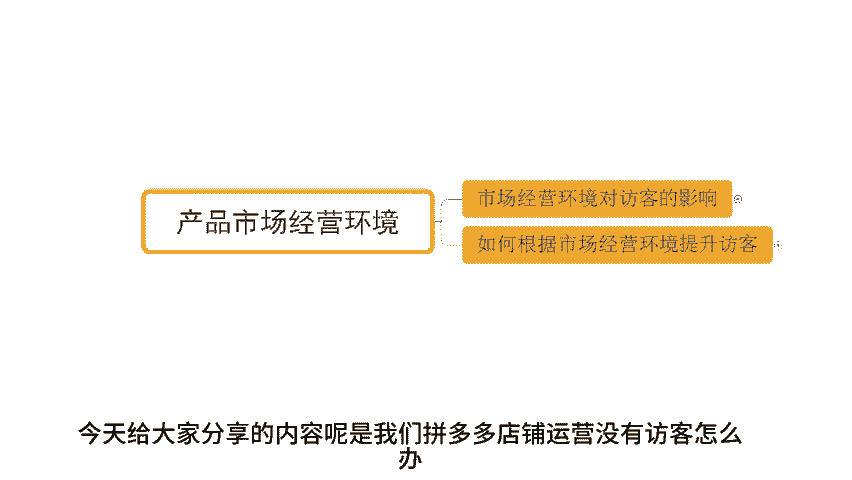 产品市场经营环境
市场经营环境对访客的影响
如何根据市场经营环境提升访客
今天给大家分享的内容呢是我们拼多多店铺运营没有访客怎么
办